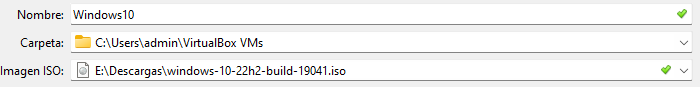 Nombre: Windows10
Carpeta: C:\Users\admin\VirtualBox VMs
Imagen ISO: E:\Descargas\windows-10-22h2-build-19041.iso